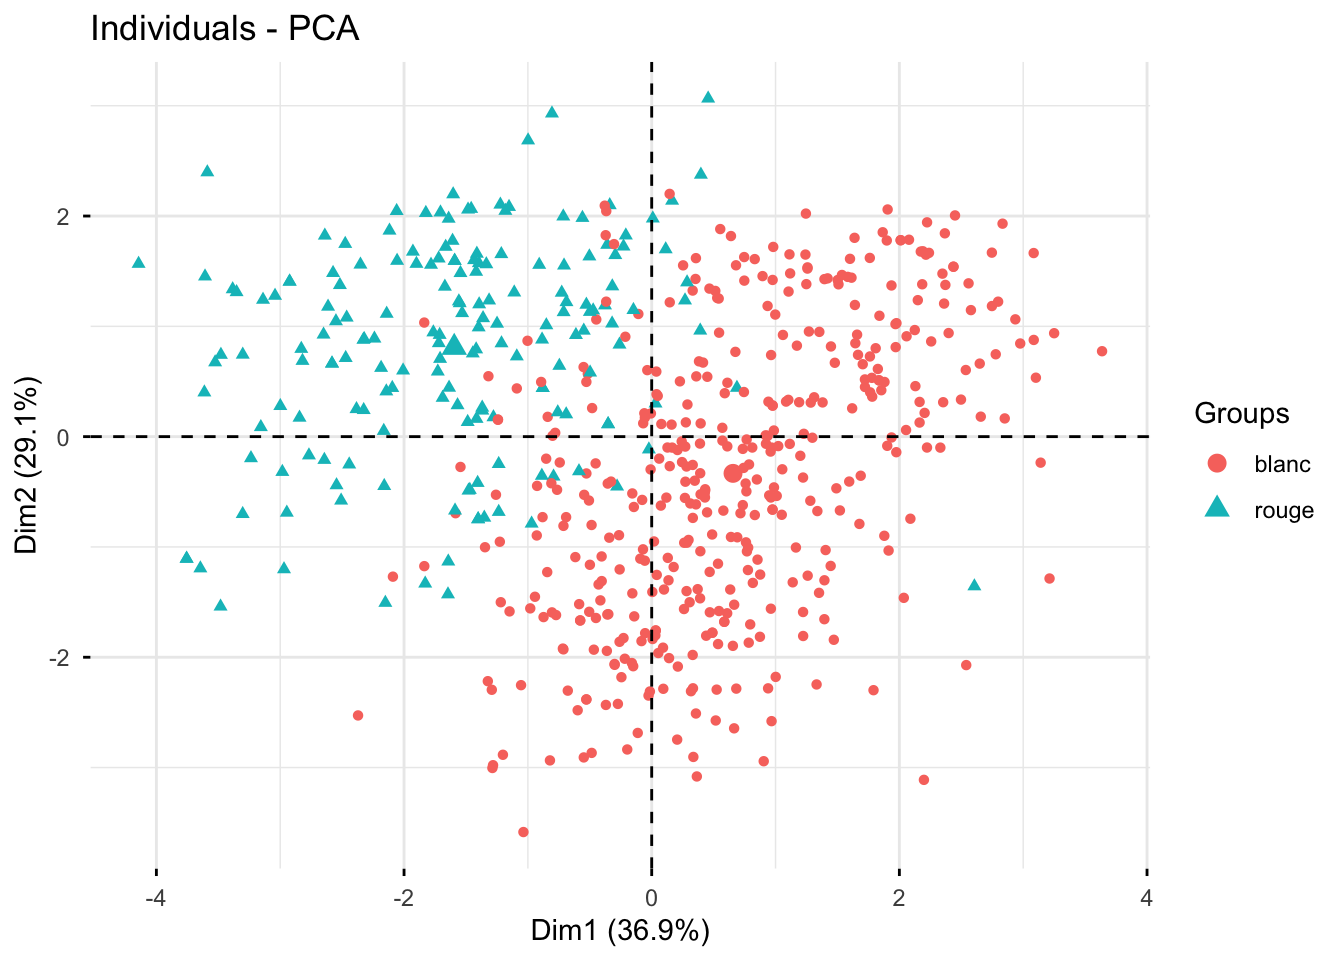 Individuals - PCA
Dim2 (29.1%)
2
0
-2
-4
-2
0
2
4
Dim1 (36.9%)
Groups
blanc
rouge